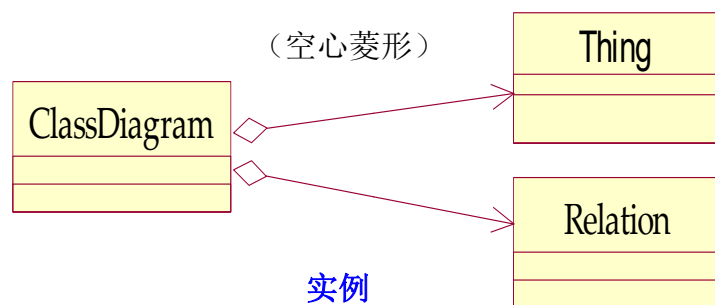 （空心菱形）
Thing
ClassDiagram
Relation
实例